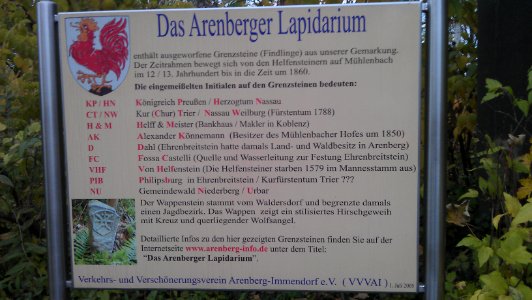 Das Arenberger Lapidarium
enthält ausgeworfene Grenzsteine (Findlinge) aus unserer Gemarkung.
Der Zeitrahmen bewegt sich von den Helfensteinern auf Mühlenbach
im 12 / 13. Jahrhundert bis in die Zeit um 1860.
Die eingemeißelten Initialen auf den Grenzsteinen bedeuten:
KP / HN Königreich Preußen / Herzogtum Nassau
CT / NW Kur (Chur) Trier / Nassau Weilburg (Fürstentum 1788)
H & M Helff & Meister (Bankhaus / Makler in Koblenz)
AK Alexander Könnemann (Besitzer des Mühlenbacher Hofes um 1850)
D Dahl (Ehrenbreitstein hatte damals Land- und Waldbesitz in Arenberg)
FC Fossa Castelli (Quelle und Wasserleitung zur Festung Ehrenbreitstein)
VHF Von Helfenstein (Die Helfensteiner starben 1579 im Mannesstamm aus)
PIB Philipsburg in Ehrenbreitstein / Kurfürstentum Trier ???
NU Gemeindewald Niederberg / Urbar
Der Wappenstein stammt vom Waldersdorf und begrenzte damals
einen Jagdbezirk. Das Wappen zeigt ein stilisiertes Hirschgeweih
mit Kreuz und querliegender Wolfsangel.
Detaillierte Infos zu den hier gezeigten Grenzsteinen finden Sie auf der
Internetseite www.arenberg-info.de unter dem Titel:
"Das Arenberger Lapidarium".
Verkehrs- und Verschönerungsverein Arenberg-Immendorf e.V. ( VVVAI ) 1. Juli 2005